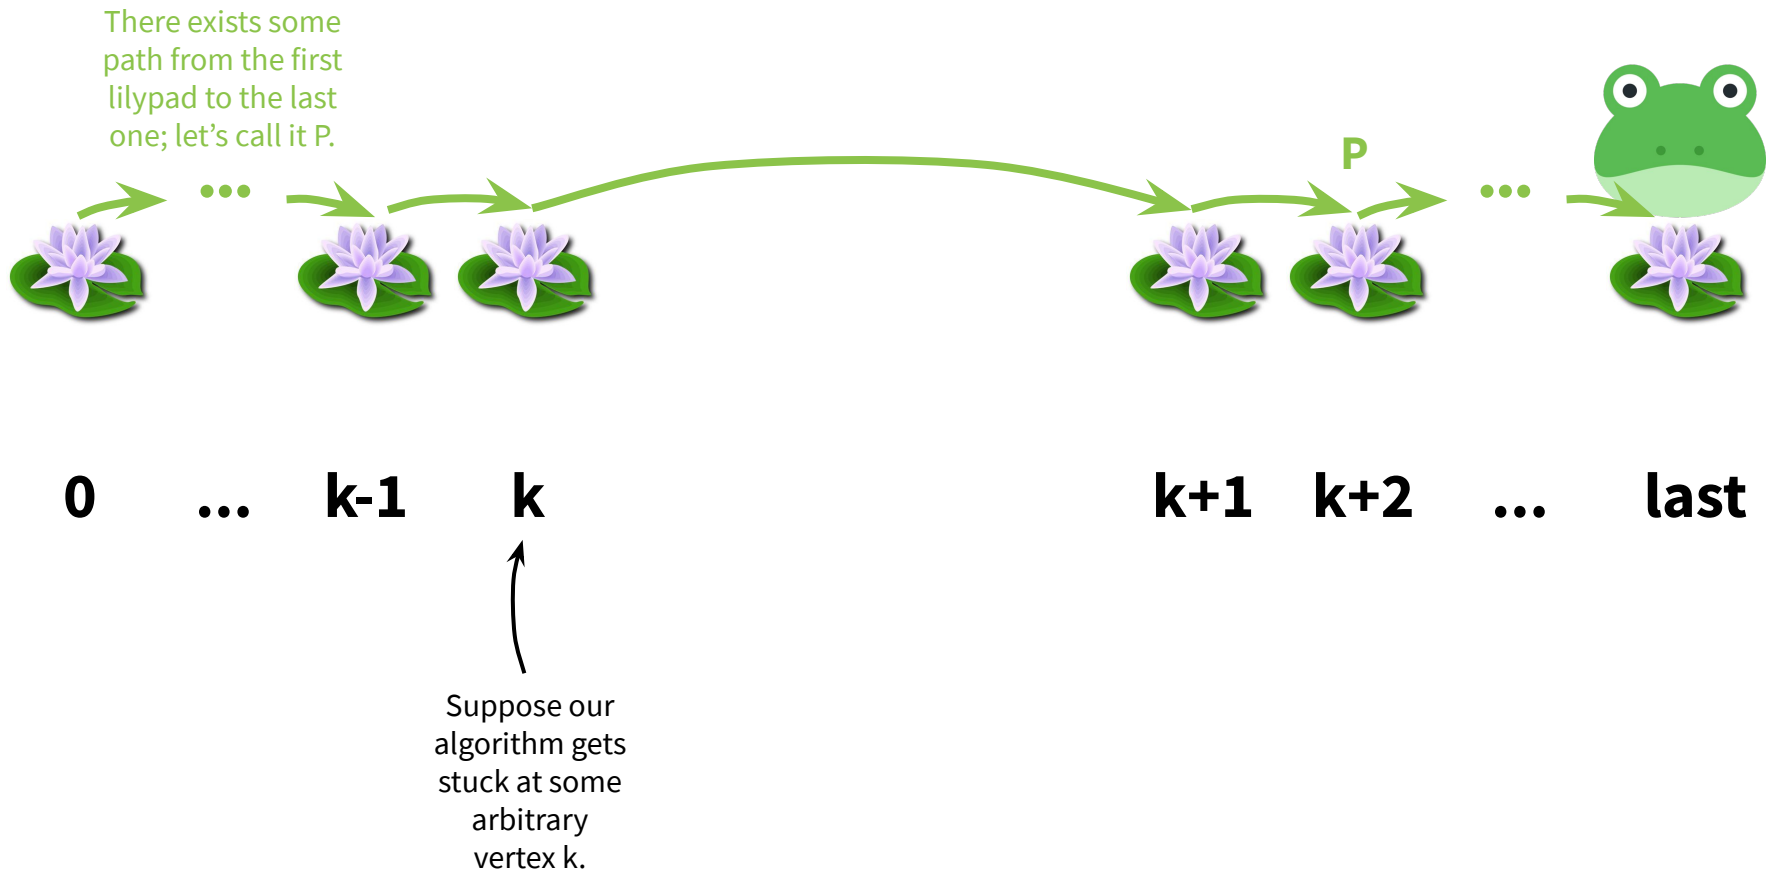 There exists some
path from the first
lilypad to the last
one; let's call it P.
...
P
...
0 ... k-1 k k+1 k+2 ... last
Suppose our
algorithm gets
stuck at some
arbitrary
vertex k.